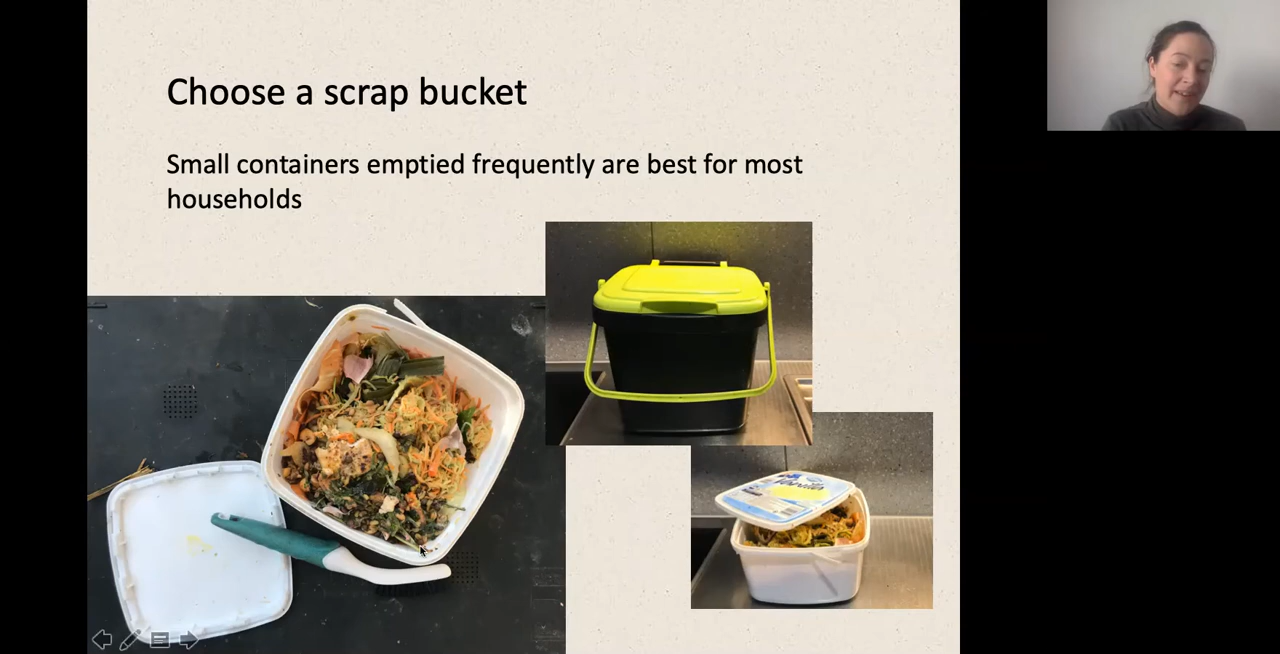 Choose a scrap bucket
Small containers emptied frequently are best for most
households